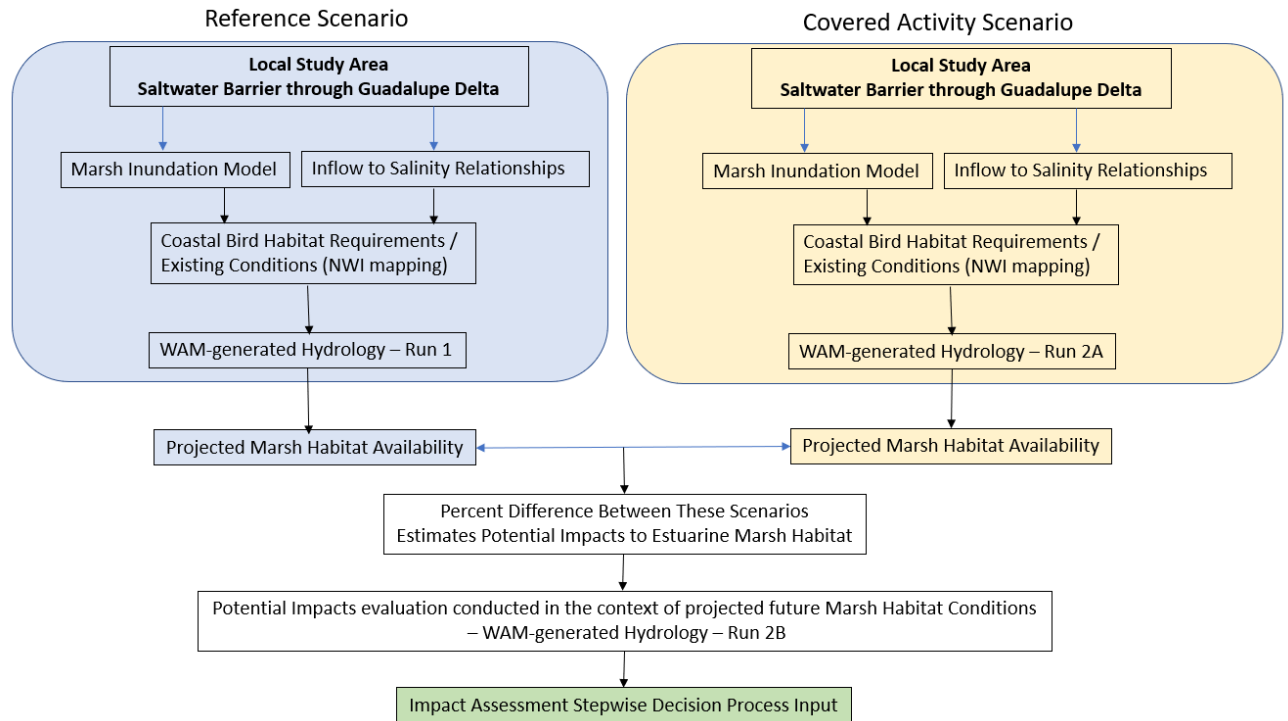 Reference Scenario
Local Study Area
Saltwater Barrier through Guadalupe Delta
Marsh Inundation Model
Inflow to Salinity Relationships
Coastal Bird Habitat Requirements /
Existing Conditions (NWI mapping)
WAM-generated Hydrology – Run 1
Projected Marsh Habitat Availability
Covered Activity Scenario
Local Study Area
Saltwater Barrier through Guadalupe Delta
Marsh Inundation Model
Inflow to Salinity Relationships
Coastal Bird Habitat Requirements /
Existing Conditions (NWI mapping)
WAM-generated Hydrology – Run 2A
Projected Marsh Habitat Availability
Percent Difference Between These Scenarios
Estimates Potential Impacts to Estuarine Marsh Habitat
Potential Impacts evaluation conducted in the context of projected future Marsh Habitat Conditions
– WAM-generated Hydrology – Run 2B
Impact Assessment Stepwise Decision Process Input